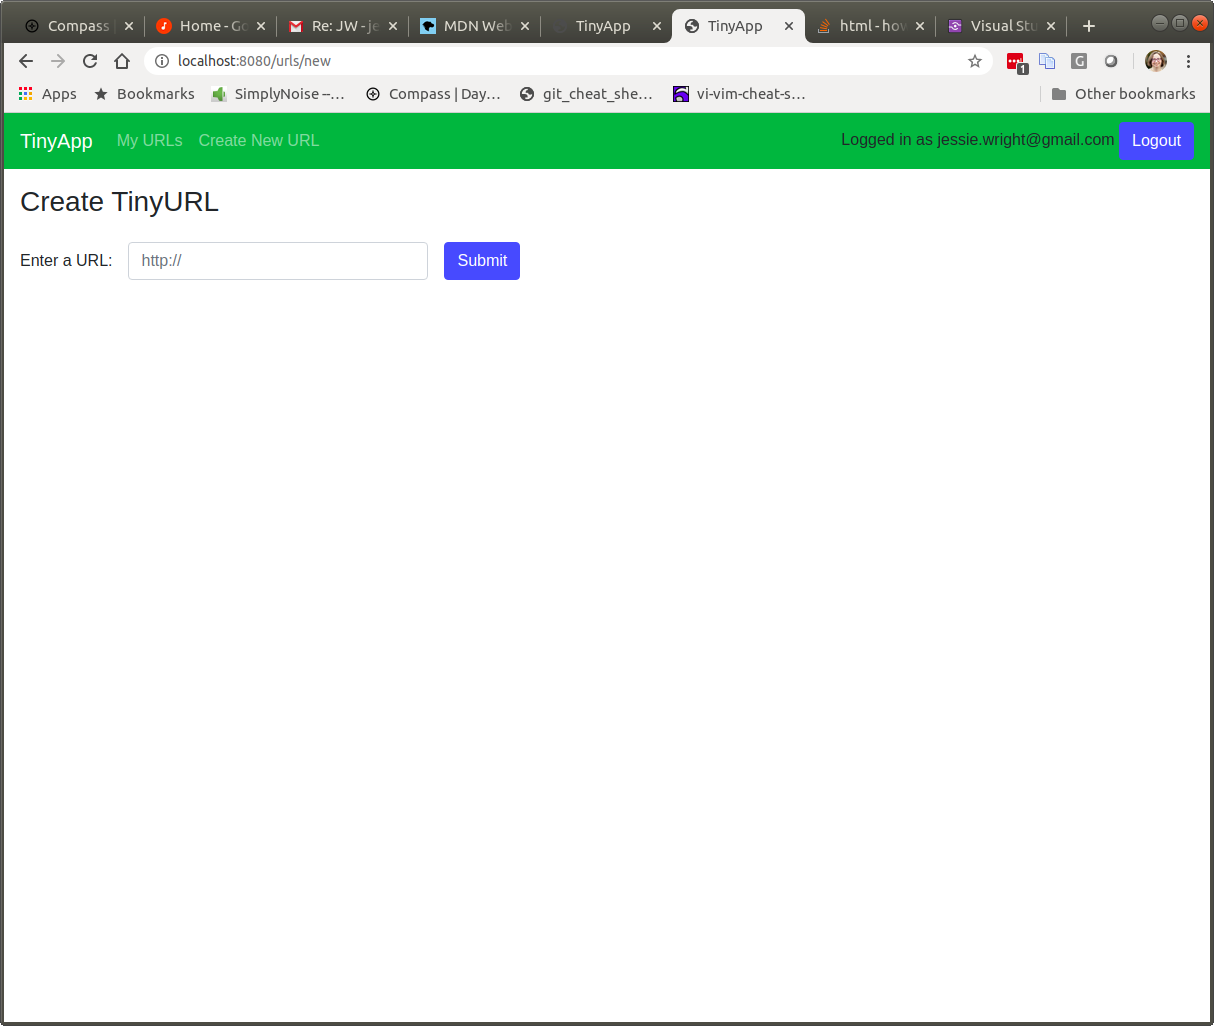 Compass Home - Go Re: JW - je MDN Web TinyApp TinyApp html - how Visual Stu
localhost:8080/urls/new
1 G
Apps Bookmarks SimplyNoise --... Compass | Day... git_cheat_she... vi-vim-cheat-s... Other bookmarks
TinyApp My URLs Create New URL Logged in as jessie.wright@gmail.com Logout
Create TinyURL
Enter a URL: http:// Submit